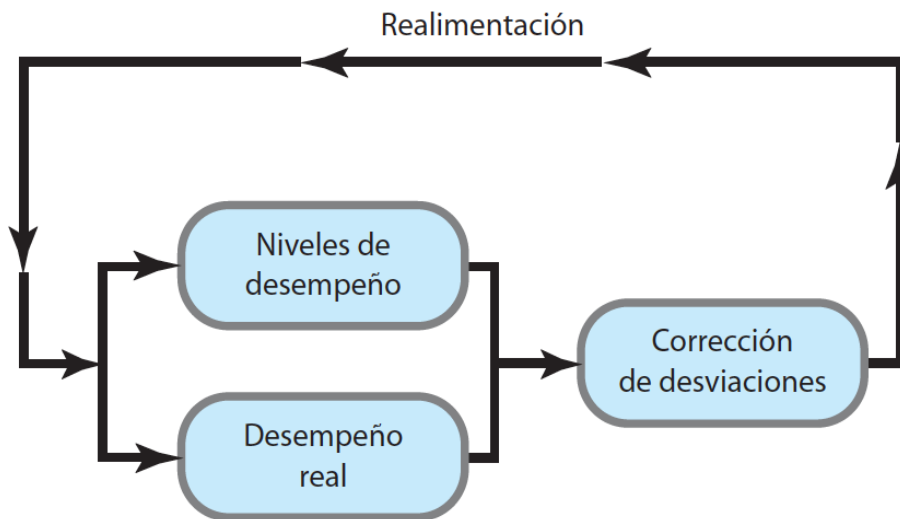 Realimentación
Niveles de
desempeño
Corrección
de desviaciones
Desempeño
real